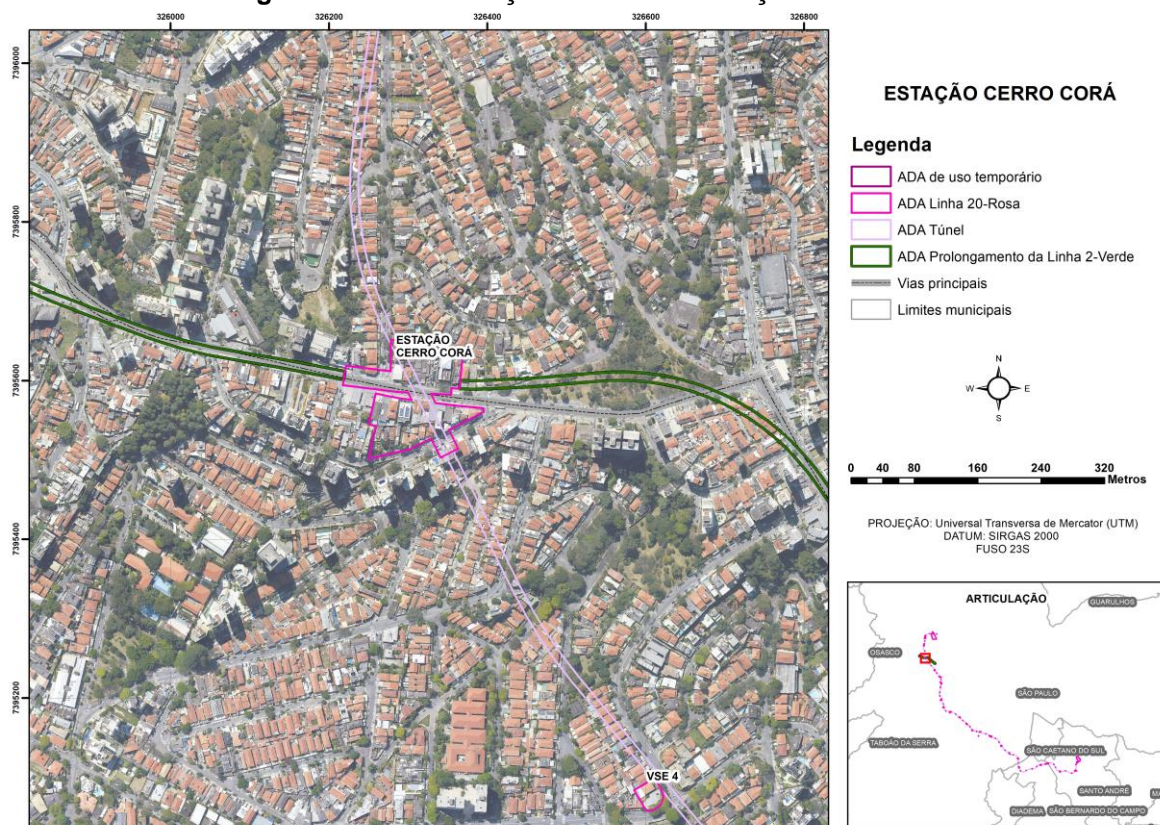 326000
326200
326400
326600
326800
7396000
7395800
7395600
7395400
7395200
ESTAÇÃO
CERRO CORÁ
VSE 4
ESTAÇÃO CERRO CORÁ
Legenda
ADA de uso temporário
ADA Linha 20-Rosa
ADA Túnel
ADA Prolongamento da Linha 2-Verde
Vias principais
Limites municipais
N
W
E
S
0 40 80 160 240 320
Metros
PROJEÇÃO: Universal Transversa de Mercator (UTM)
DATUM: SIRGAS 2000
FUSO 23S
ARTICULAÇÃO
GUARULHOS
OSASCO
SÃO PAULO
TABOÃO DA SERRA
SÃO CAETANO DO SUL
SANTO ANDRÉ
MA
DIADEMA
SÃO BERNARDO DO CAMPO